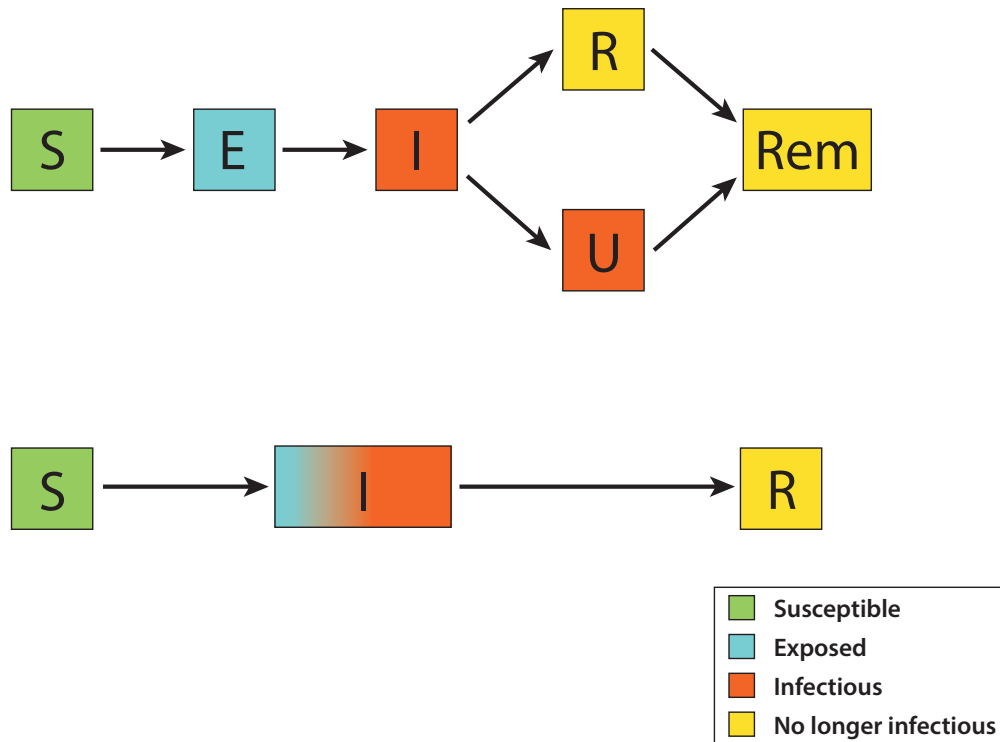 R
S E I Rem
U
S I R
Susceptible
Exposed
Infectious
No longer infectious